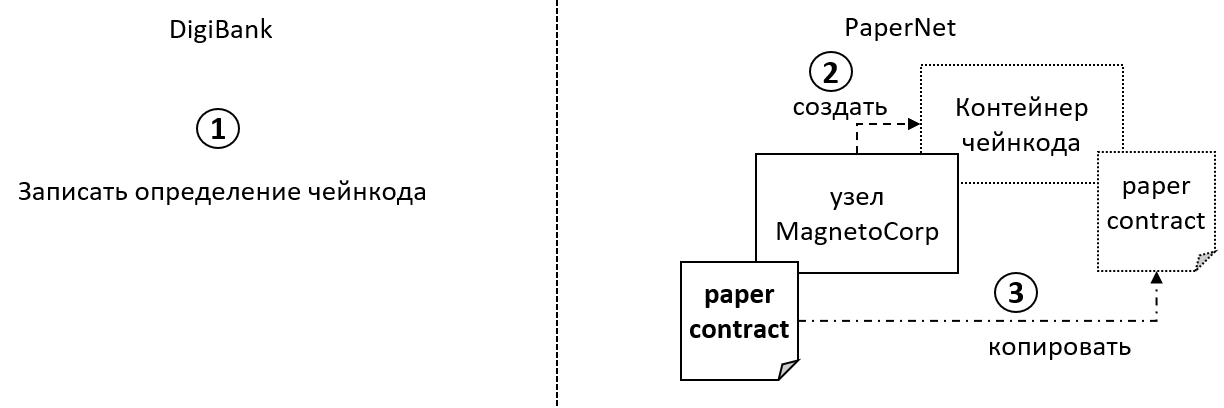 DigiBank
1
Записать определение чейнкода
PaperNet
2
создать
Контейнер
чейнкода
узел
MagnetoCorp
paper
contract
paper
contract
3
копировать